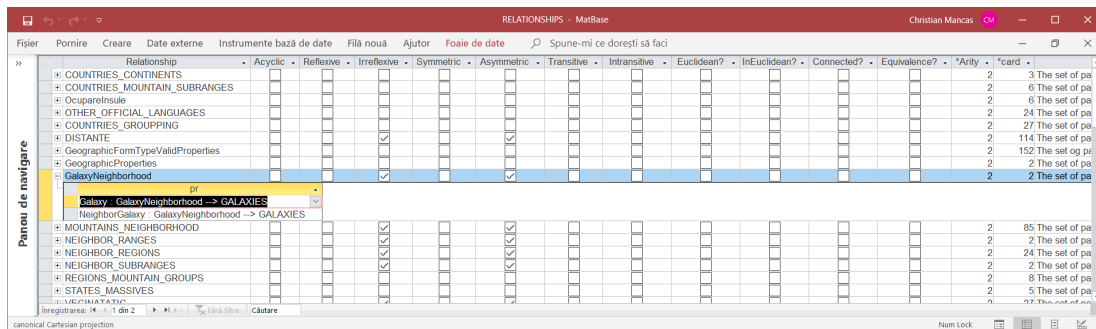 RELATIONSHIPS - MatBase
Christian Mancas CM
Fișier Pornire Creare Date externe Instrumente bază de date Filă nouă Ajutor Foaie de date Spune-mi ce dorești să faci
Relationship Acyclic Reflexive Irreflexive Symmetric Asymmetric Transitive Intransitive Euclidean? InEuclidean? Connected? Equivalence? *Arity *card
COUNTRIES_CONTINENTS 2 3 The set of pa
COUNTRIES_MOUNTAIN_SUBRANGES 2 6 The set of pa
OcupareInsule 2 6 The set of pa
OTHER_OFFICIAL_LANGUAGES 2 24 The set of pa
COUNTRIES_GROUPPING 2 27 The set of pa
DISTANTE 2 114 The set of pa
GeographicFormTypeValidProperties 2 152 The set og pa
GeographicProperties 2 2 The set of pa
GalaxyNeighborhood 2 2 The set of pa
pr
Galaxy : GalaxyNeighborhood --> GALAXIES
NeighborGalaxy : GalaxyNeighborhood --> GALAXIES
MOUNTAINS_NEIGHBORHOOD 2 85 The set of pa
NEIGHBOR_RANGES 2 2 The set of pa
NEIGHBOR_REGIONS 2 24 The set of pa
NEIGHBOR_SUBRANGES 2 2 The set of pa
REGIONS_MOUNTAIN_GROUPS 2 8 The set of pa
STATES_MASSIVES 2 5 The set of pa
Panou de navigare
Înregistrarea: 1 din 2 Fără filtre Căutare
canonical Cartesian projection Num Lock